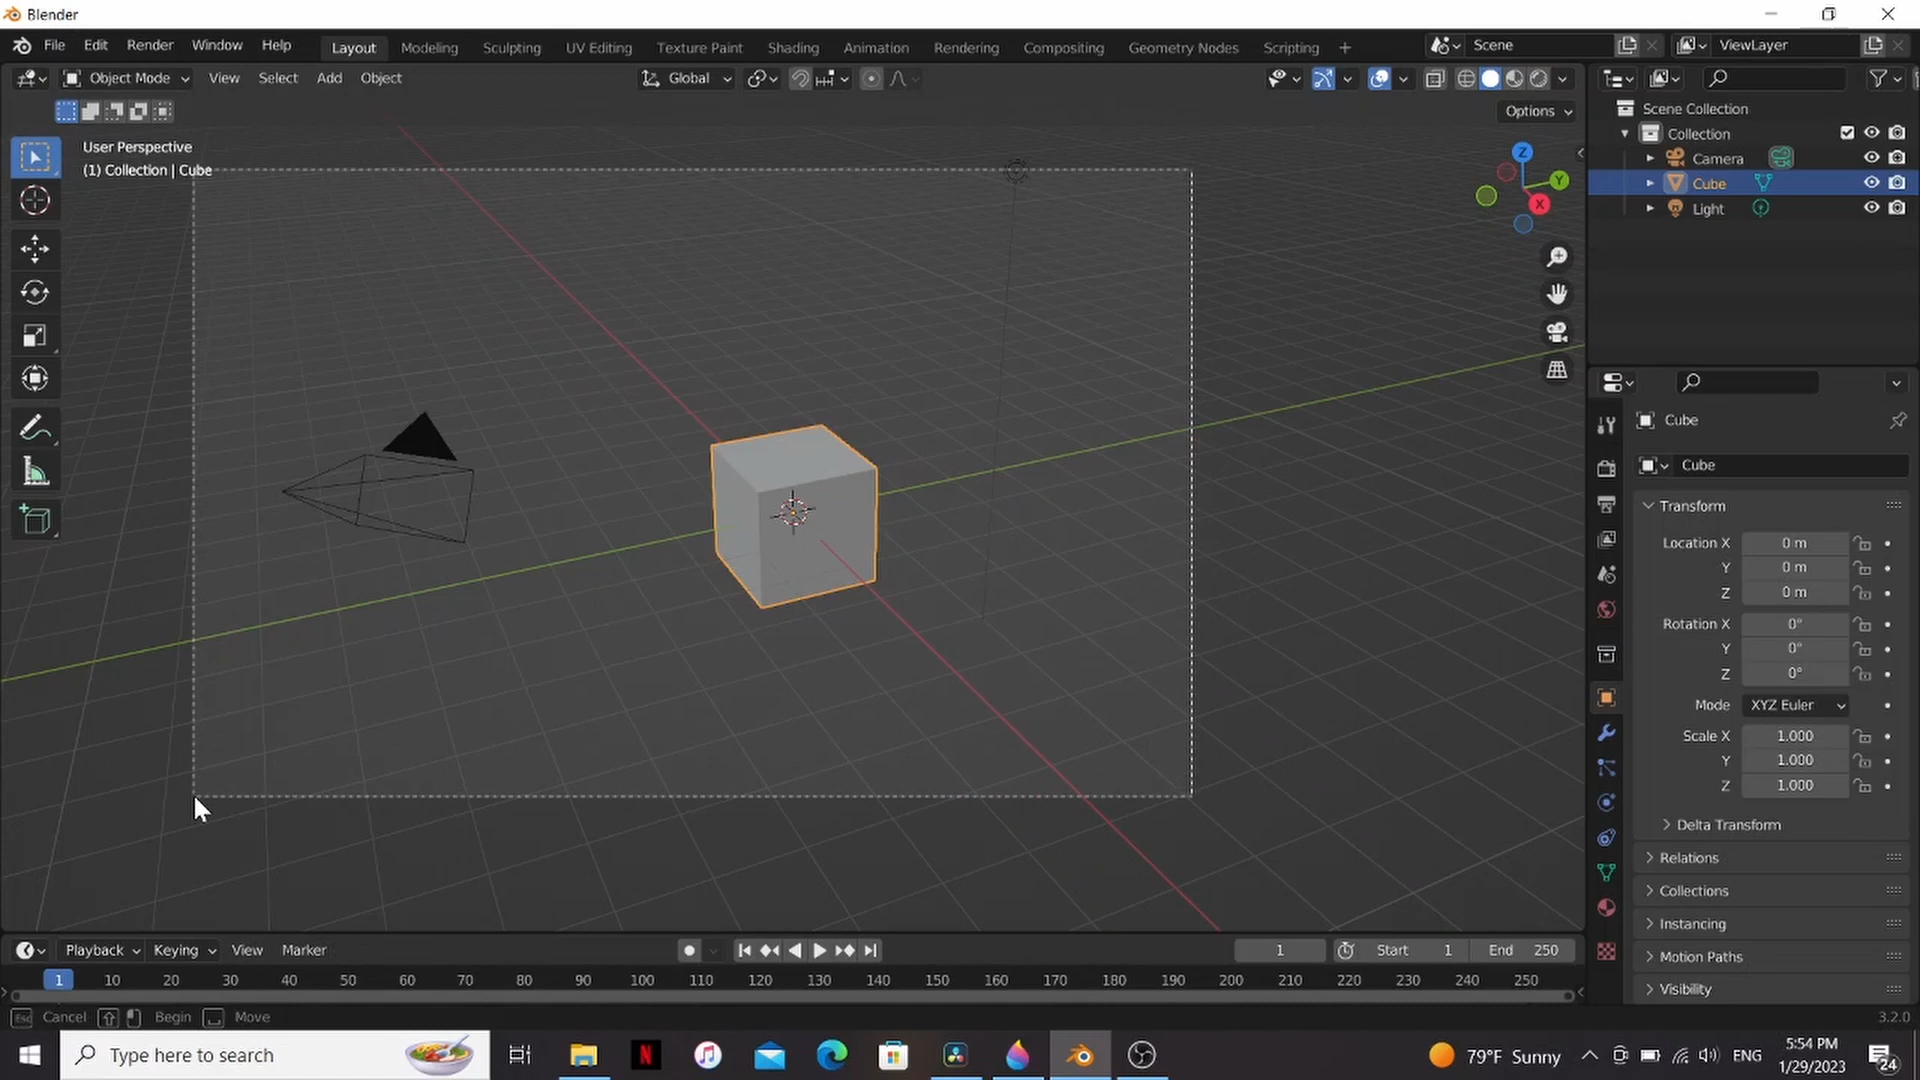 Blender
File Edit Render Window Help Layout Modeling Sculpting UV Editing Texture Paint Shading Animation Rendering Compositing Geometry Nodes Scripting + Scene ViewLayer
Object Mode View Select Add Object Global
Options
User Perspective
(1) Collection | Cube
Z
Y
X
Scene Collection
Collection
Camera
Cube
Light
Cube
Cube
Transform
Location X 0 m
Y 0 m
Z 0 m
Rotation X 0°
Y 0°
Z 0°
Mode XYZ Euler
Scale X 1.000
Y 1.000
Z 1.000
Delta Transform
Relations
Collections
Instancing
Motion Paths
Visibility
Playback Keying View Marker 1 Start 1 End 250
1 10 20 30 40 50 60 70 80 90 100 110 120 130 140 150 160 170 180 190 200 210 220 230 240 250
Esc Cancel Begin Move 3.2.0
Type here to search N 79°F Sunny ENG 5:54 PM
1/29/2023
24